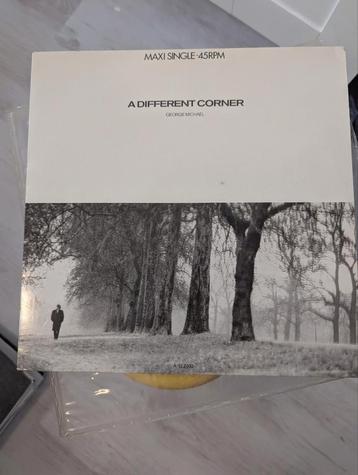 MAXI SINGLE·45RPM
A DIFFERENT CORNER
GEORGE MICHAEL